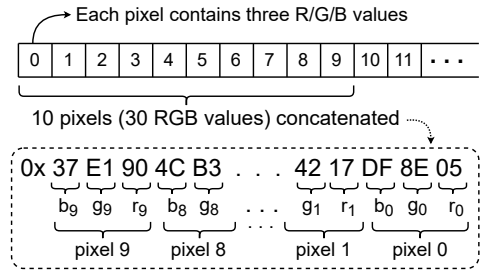 Each pixel contains three R/G/B values
0 1 2 3 4 5 6 7 8 9 10 11 ...
10 pixels (30 RGB values) concatenated
0x 37 E1 90 4C B3 . . . 42 17 DF 8E 05
b9 g9 r9 b8 g8 . . . g1 r1 b0 g0 r0
pixel 9 pixel 8 ... pixel 1 pixel 0